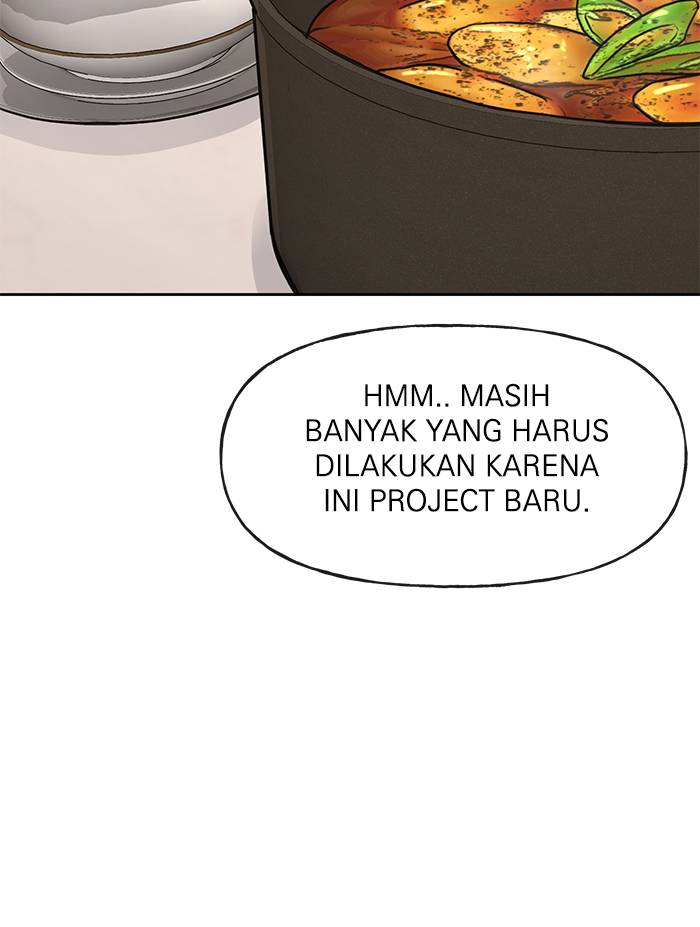 HMM.. MASIH
BANYAK YANG HARUS
DILAKUKAN KARENA
INI PROJECT BARU.